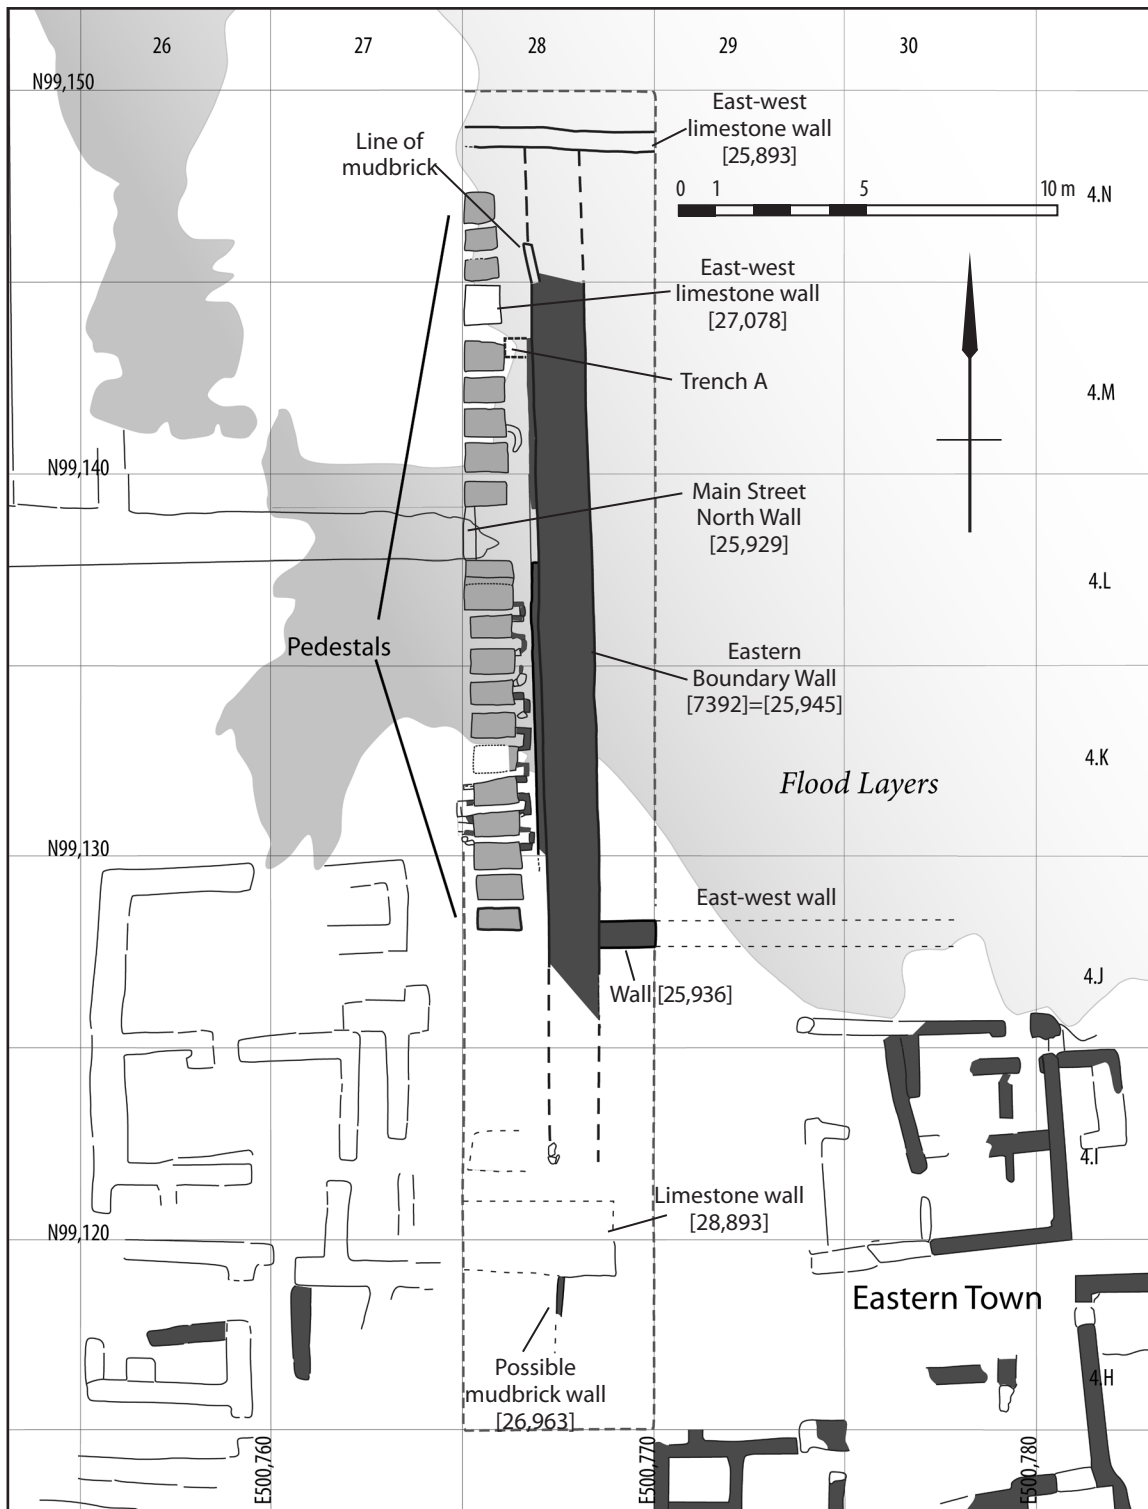 26 27 28 29 30
N99,150
East-west
limestone wall
[25,893]
Line of
mudbrick
0 1 5 10 m
4.N
East-west
limestone wall
[27,078]
Trench A
4.M
N99,140
Main Street
North Wall
[25,929]
4.L
Pedestals
Eastern
Boundary Wall
[7392]=[25,945]
4.K
Flood Layers
N99,130
East-west wall
4.J
Wall [25,936]
4.I
Limestone wall
[28,893]
N99,120
Eastern Town
Possible
mudbrick wall
[26,963]
4.H
E500,760
E500,770
E500,780